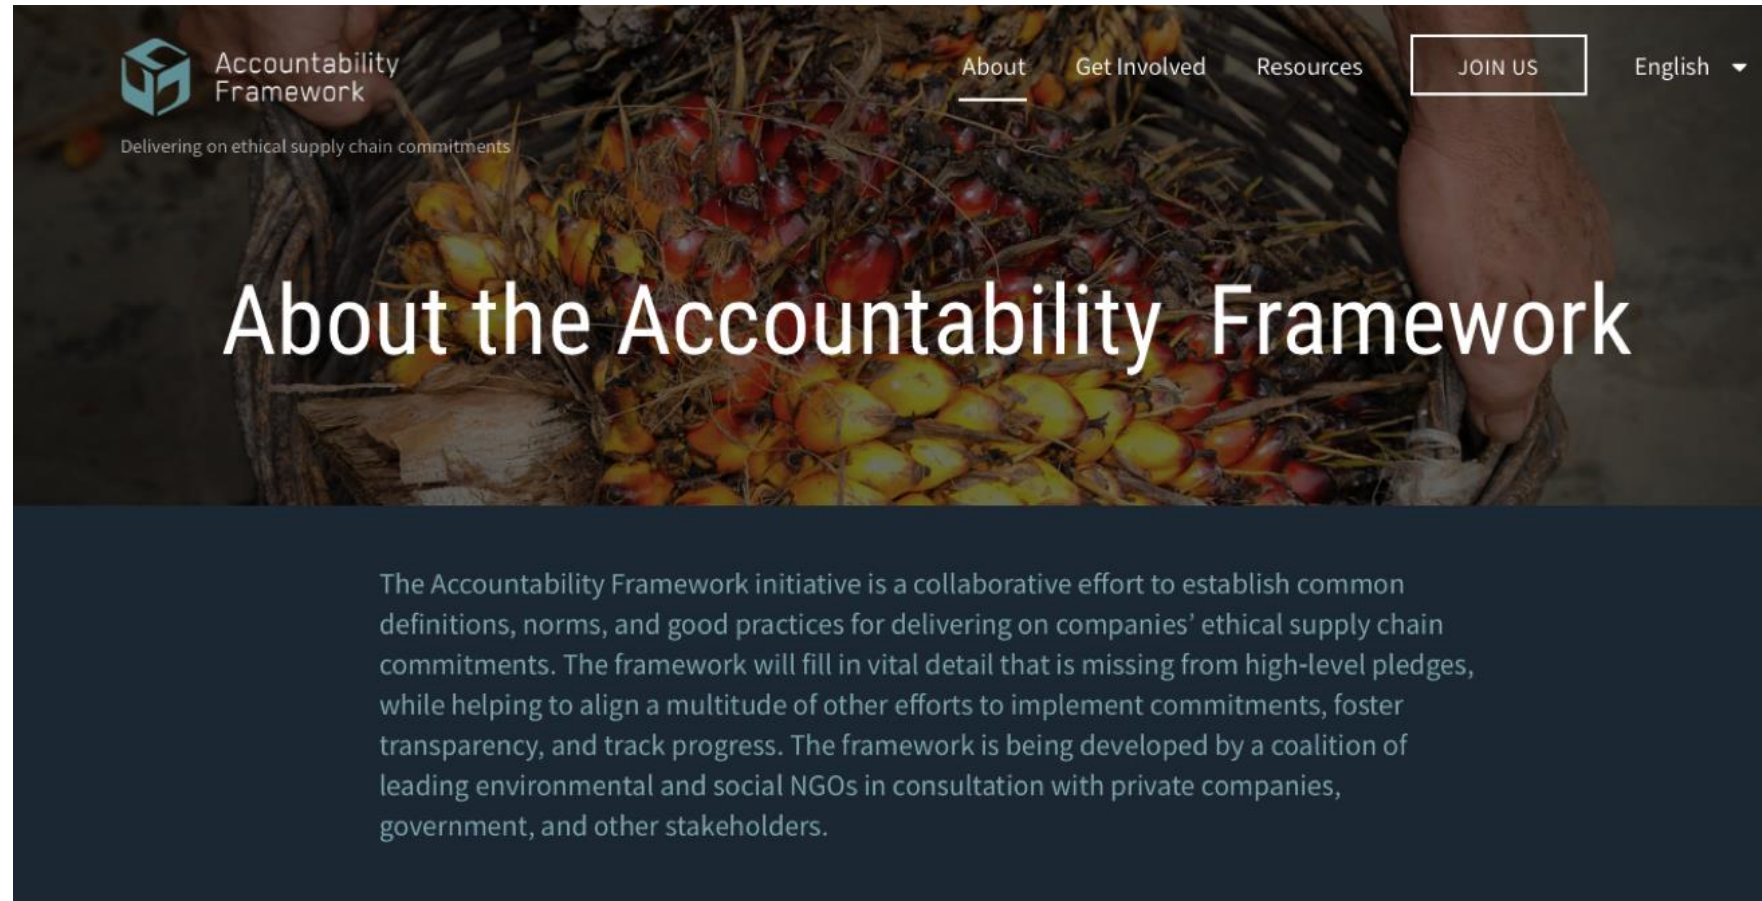 Accountability
Framework
Delivering on ethical supply chain commitments
About
Get Involved
Resources
JOIN US
English
About the Accountability Framework
The Accountability Framework initiative is a collaborative effort to establish common
definitions, norms, and good practices for delivering on companies’ ethical supply chain
commitments. The framework will fill in vital detail that is missing from high-level pledges,
while helping to align a multitude of other efforts to implement commitments, foster
transparency, and track progress. The framework is being developed by a coalition of
leading environmental and social NGOs in consultation with private companies,
government, and other stakeholders.